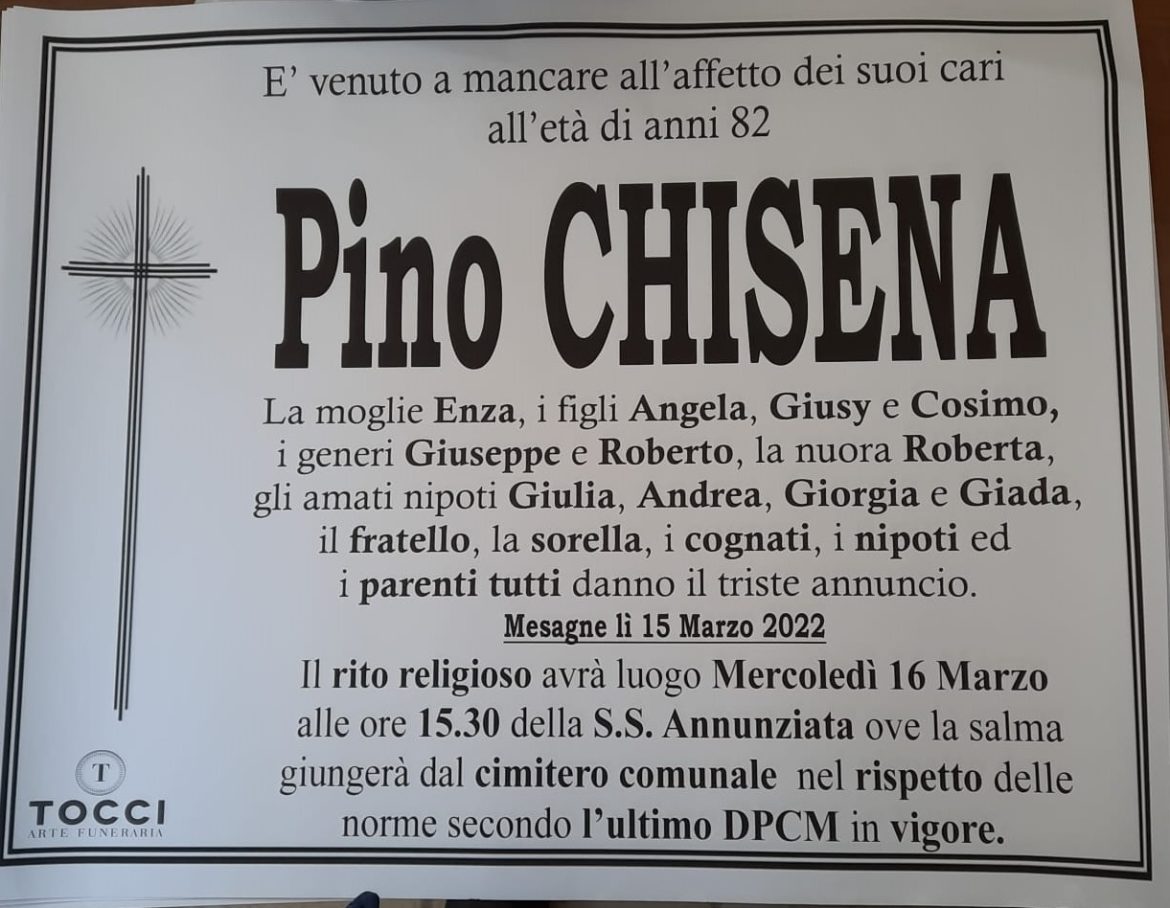 E' venuto a mancare all'affetto dei suoi cari
all'età di anni 82
Pino CHISENA
La moglie Enza, i figli Angela, Giusy e Cosimo,
i generi Giuseppe e Roberto, la nuora Roberta,
gli amati nipoti Giulia, Andrea, Giorgia e Giada,
il fratello, la sorella, i cognati, i nipoti ed
i parenti tutti danno il triste annuncio.
Mesagne lì 15 Marzo 2022
Il rito religioso avrà luogo Mercoledì 16 Marzo
alle ore 15.30 della S.S. Annunziata ove la salma
giungerà dal cimitero comunale nel rispetto delle
norme secondo l'ultimo DPCM in vigore.
T
TOCCI
ARTE FUNERARIA